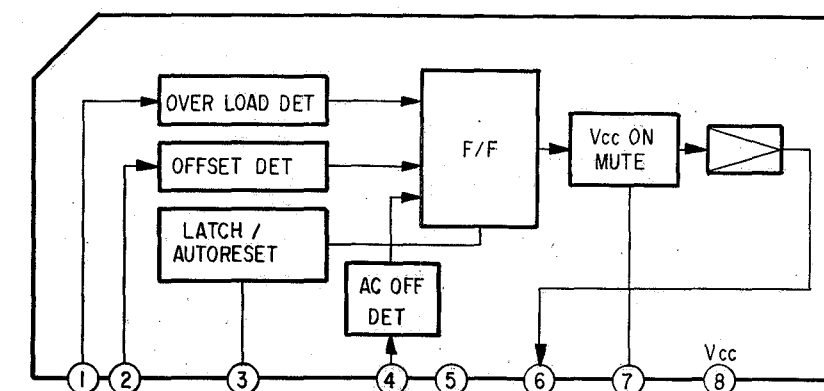 OVER LOAD DET
OFFSET DET
LATCH /
AUTORESET
AC OFF
DET
F/F
Vcc ON
MUTE
Vcc
1 2 3 4 5 6 7 8